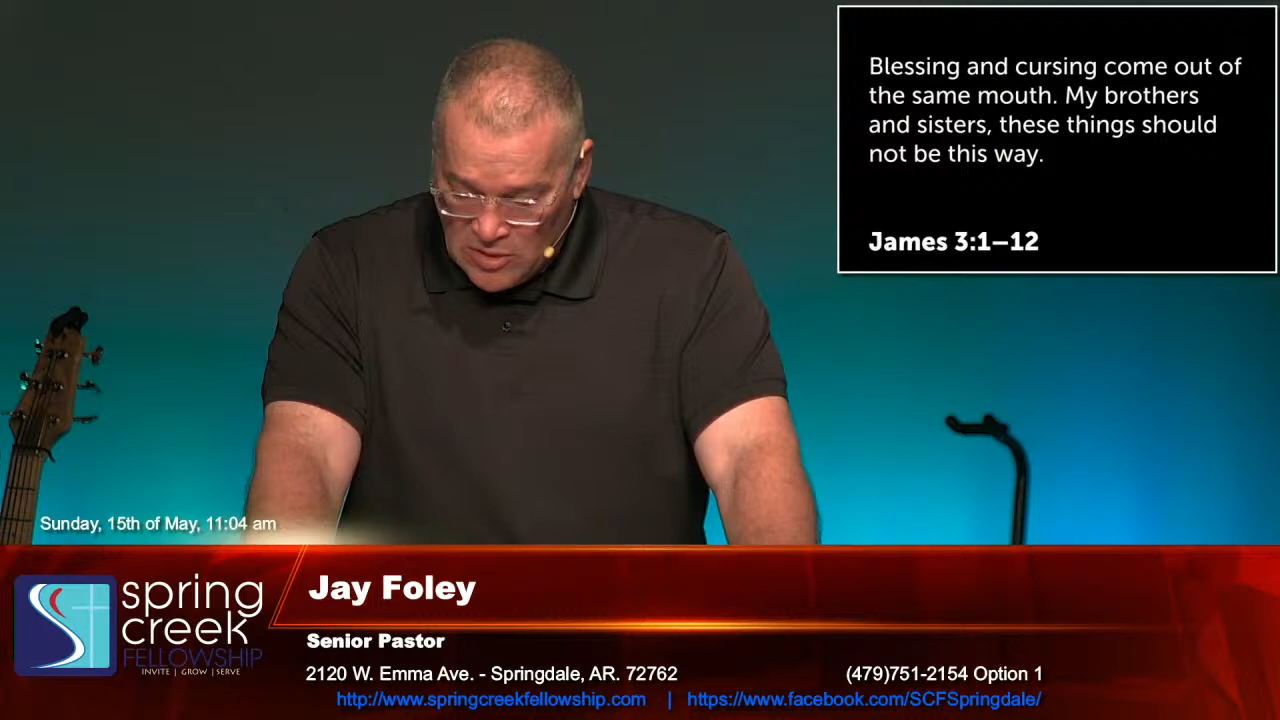 Blessing and cursing come out of
the same mouth. My brothers
and sisters, these things should
not be this way.
James 3:1–12
Sunday, 15th of May, 11:04 am
spring
creek
FELLOWSHIP
INVITE | GROW | SERVE
Jay Foley
Senior Pastor
2120 W. Emma Ave. - Springdale, AR. 72762
(479)751-2154 Option 1
http://www.springcreekfellowship.com | https://www.facebook.com/SCFSpringdale/